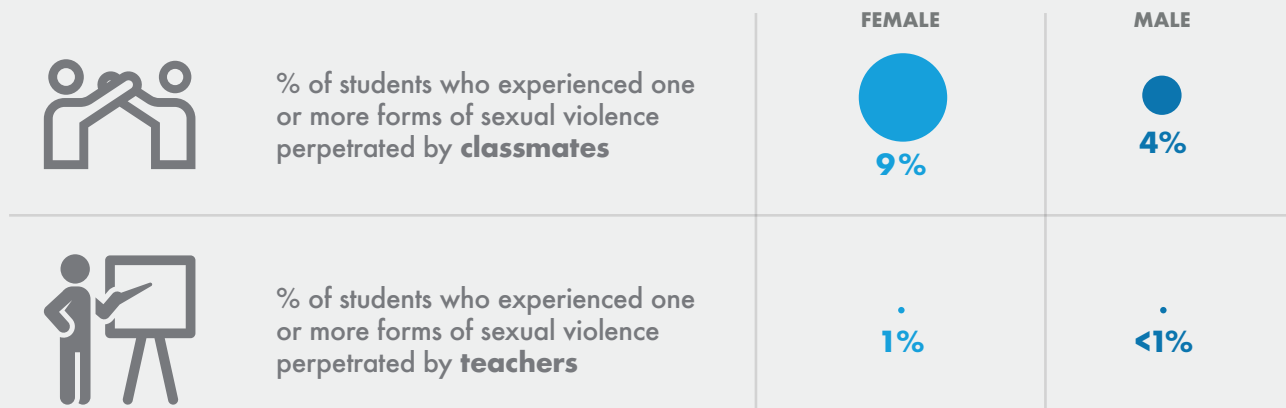 FEMALE
MALE
% of students who experienced one
or more forms of sexual violence
perpetrated by classmates
9%
4%
% of students who experienced one
or more forms of sexual violence
perpetrated by teachers
1%
<1%